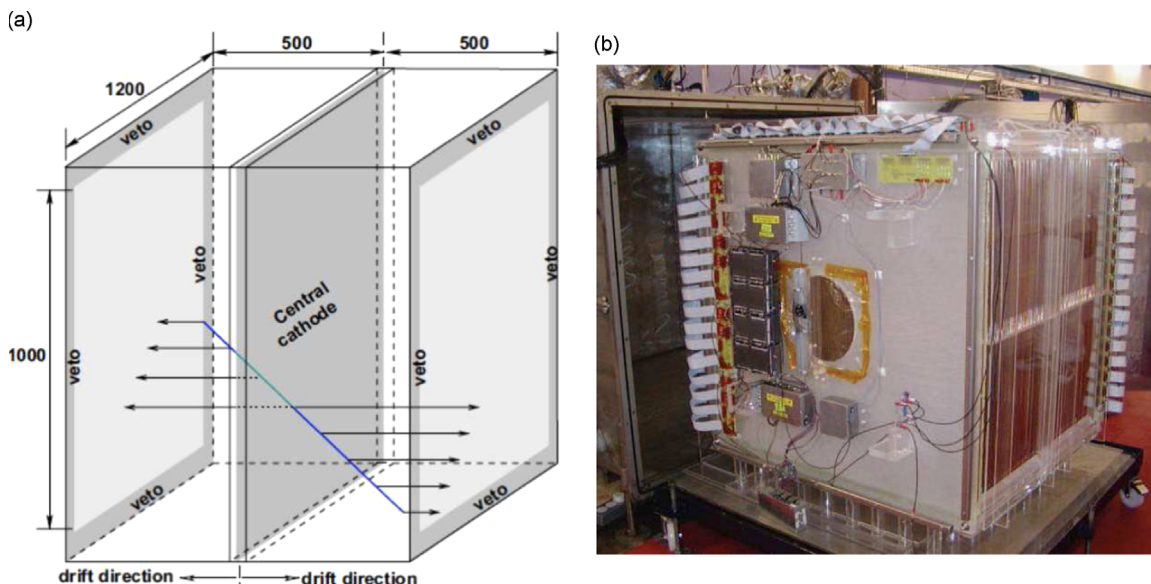 (a)
500
500
1200
veto
veto
veto
veto
veto
Central
cathode
1000
veto
veto
veto
drift direction
drift direction
(b)